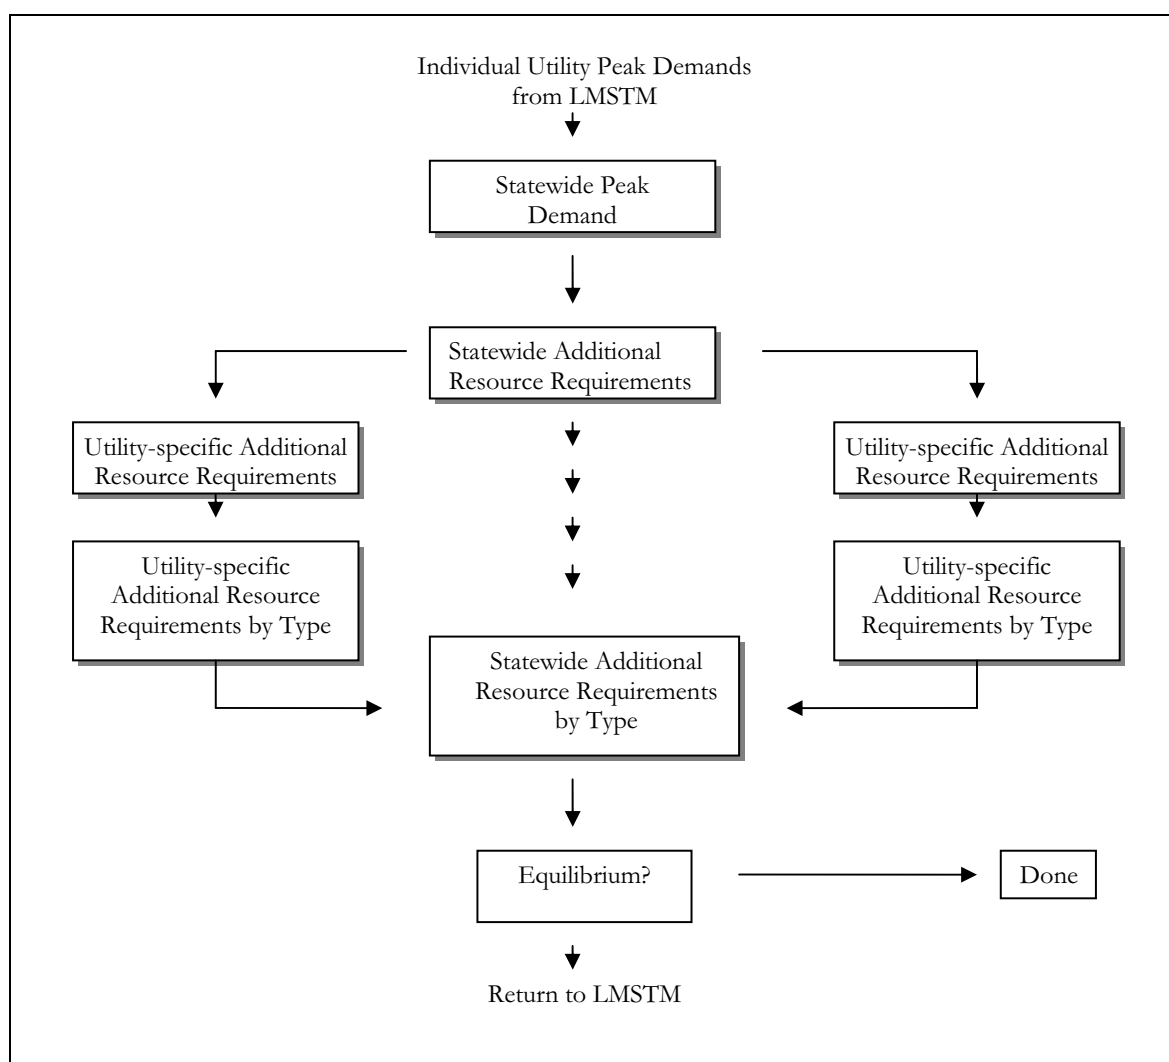 Individual Utility Peak Demands
from LMSTM
Statewide Peak
Demand
Statewide Additional
Resource Requirements
Utility-specific Additional
Resource Requirements
Utility-specific Additional
Resource Requirements
Utility-specific
Additional Resource
Requirements by Type
Utility-specific
Additional Resource
Requirements by Type
Statewide Additional
Resource Requirements
by Type
Equilibrium?
Done
Return to LMSTM